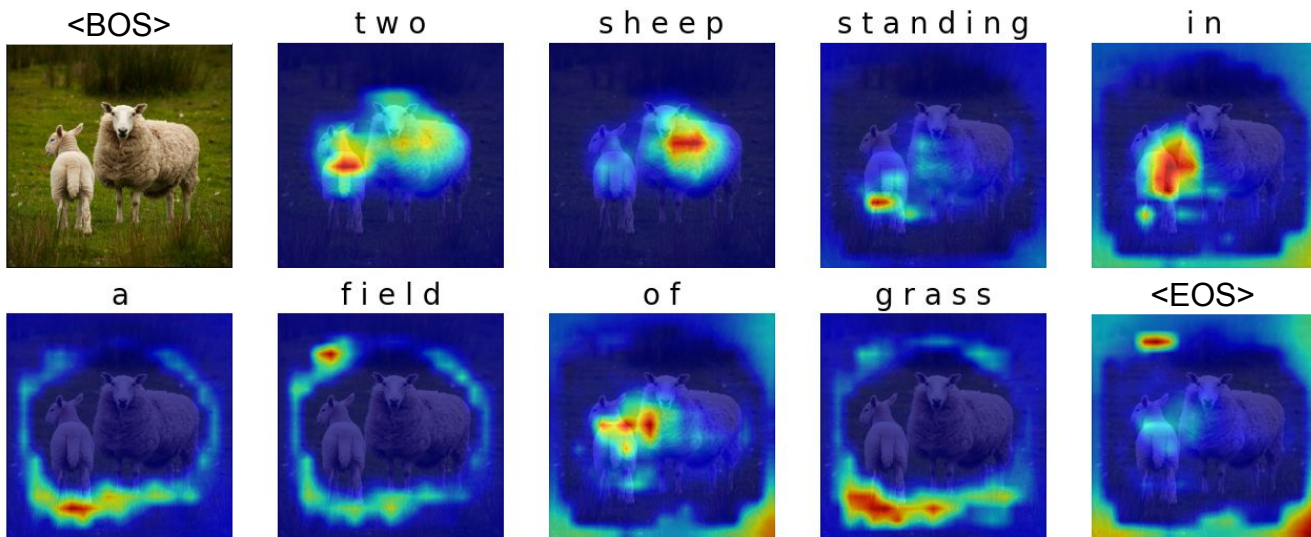 <BOS> two sheep standing in
a field of grass <EOS>